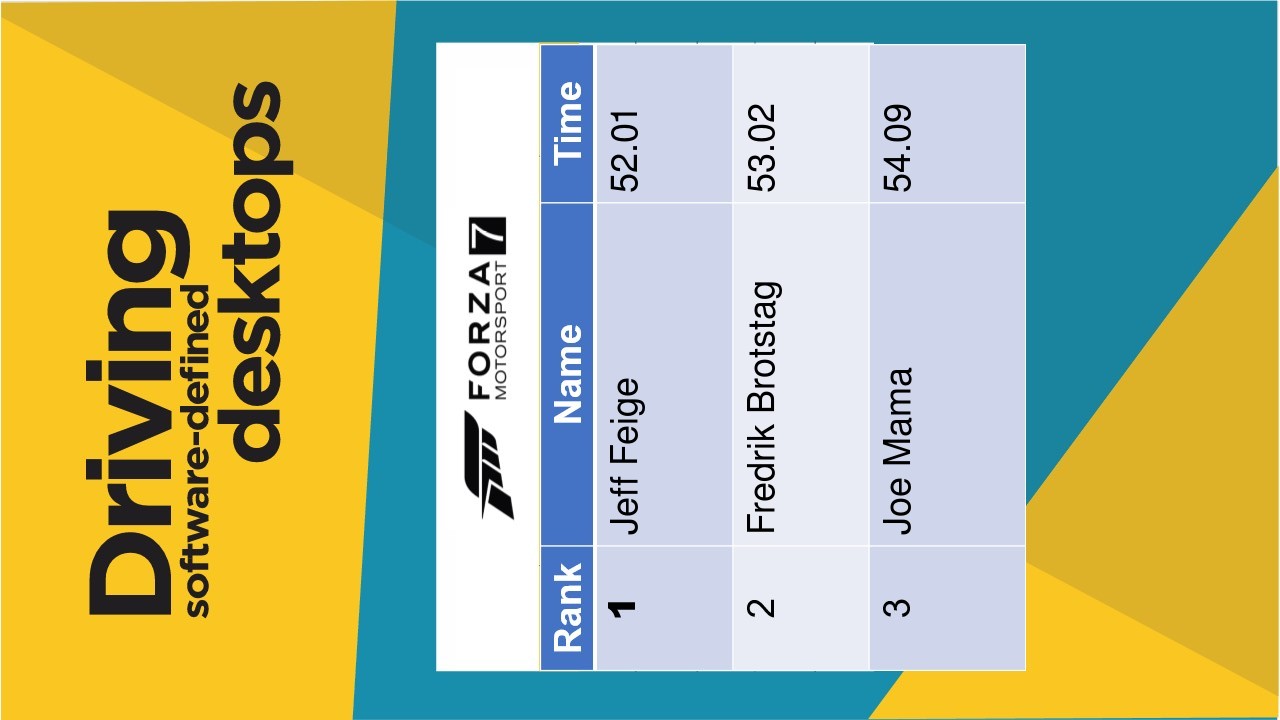 Driving
software-defined
desktops
FORZA
MOTORSPORT 7
Rank Name Time
1 Jeff Feige 52.01
2 Fredrik Brotstag 53.02
3 Joe Mama 54.09